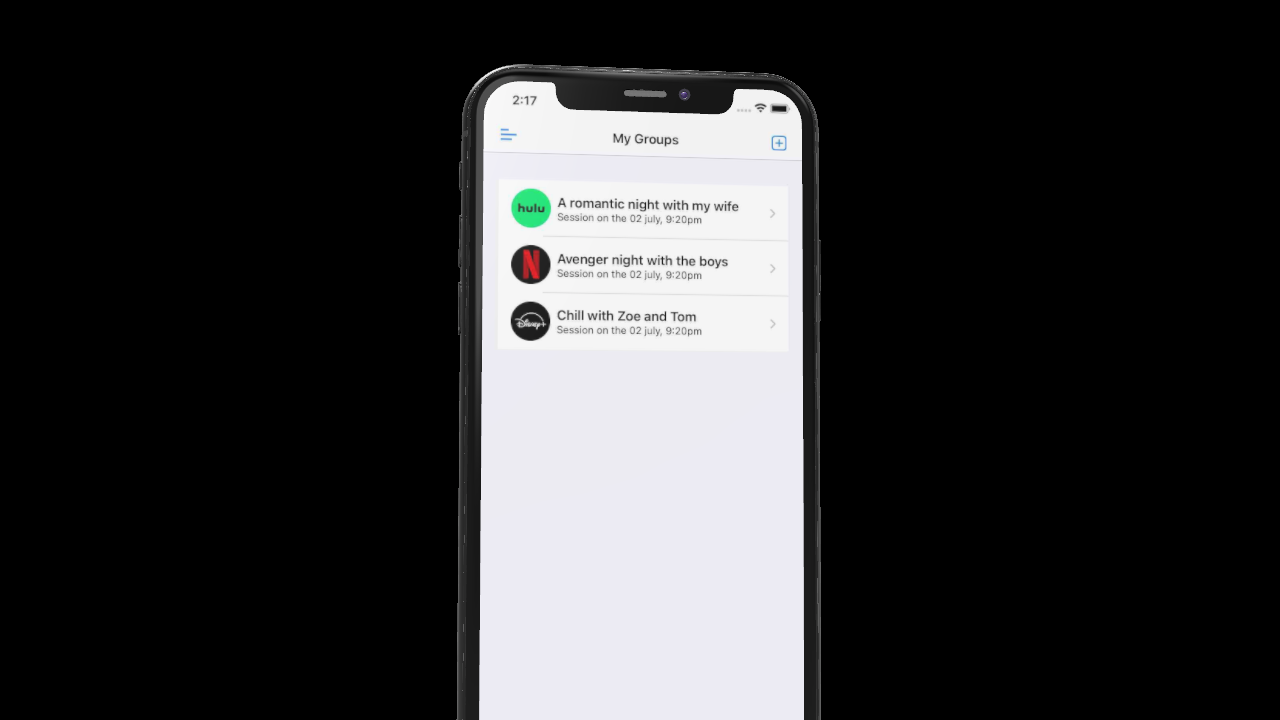 2:17
My Groups
hulu
A romantic night with my wife
Session on the 02 july, 9:20pm
N
Avenger night with the boys
Session on the 02 july, 9:20pm
Disney+
Chill with Zoe and Tom
Session on the 02 july, 9:20pm